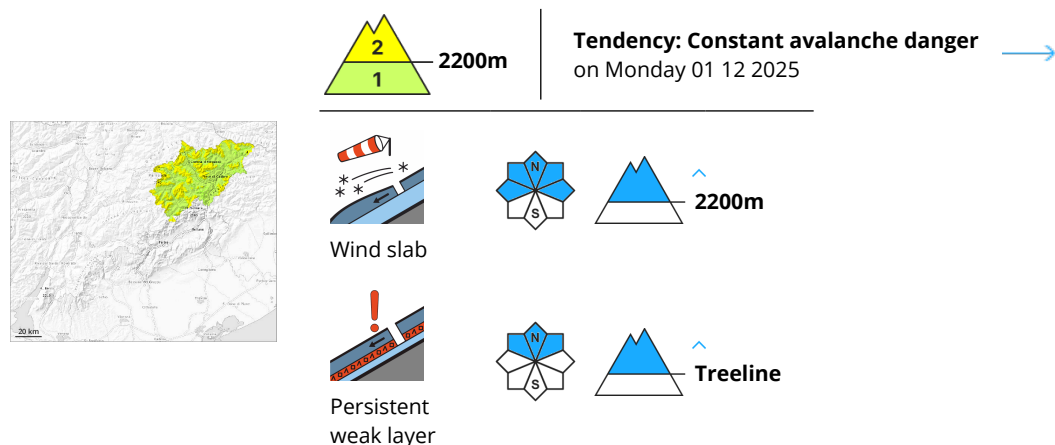 2
2200m
1
Tendency: Constant avalanche danger
on Monday 01 12 2025
20 km
N
S
2200m
Wind slab
N
S
Treeline
Persistent
weak layer